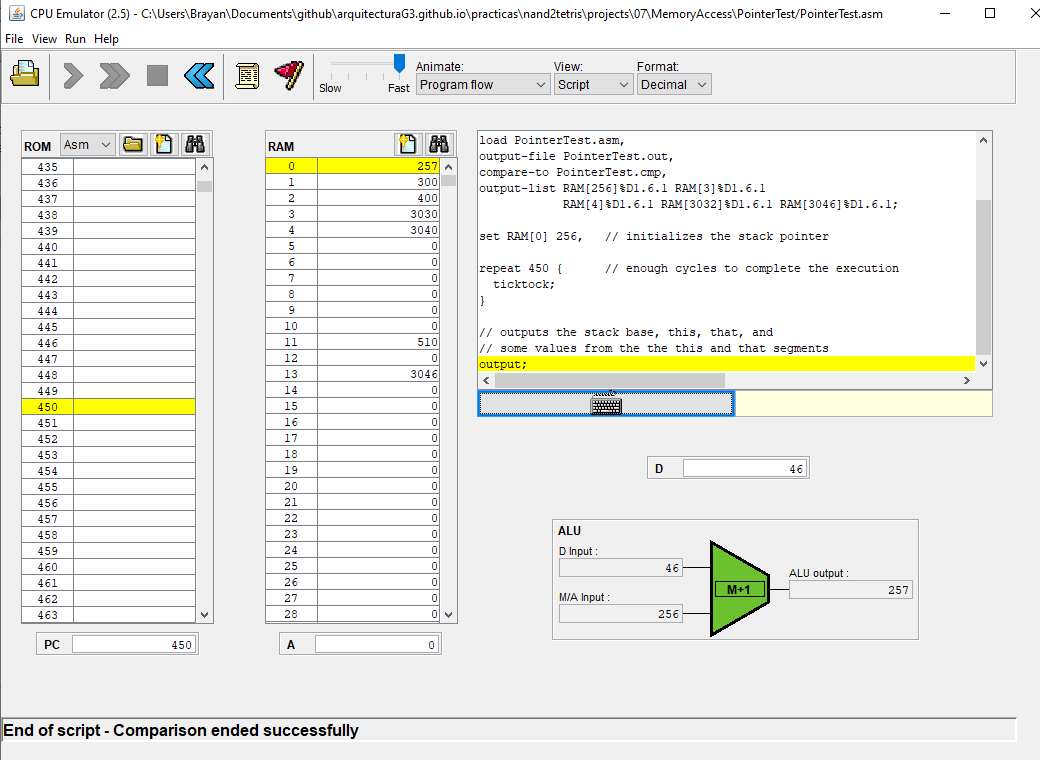 CPU Emulator (2.5) - C:\Users\Brayan\Documents\github\arquitecturaG3.github.io\practicas\nand2tetris\projects\07\MemoryAccess\PointerTest/PointerTest.asm
File View Run Help
Slow Fast
Animate: View: Format:
Program flow Script Decimal
ROM Asm
435
436
437
438
439
440
441
442
443
444
445
446
447
448
449
450
451
452
453
454
455
456
457
458
459
460
461
462
463
PC 450
RAM
0 257
1 300
2 400
3 3030
4 3040
5 0
6 0
7 0
8 0
9 0
10 0
11 510
12 0
13 3046
14 0
15 0
16 0
17 0
18 0
19 0
20 0
21 0
22 0
23 0
24 0
25 0
26 0
27 0
28 0
A 0
load PointerTest.asm,
output-file PointerTest.out,
compare-to PointerTest.cmp,
output-list RAM[256]%D1.6.1 RAM[3]%D1.6.1
RAM[4]%D1.6.1 RAM[3032]%D1.6.1 RAM[3046]%D1.6.1;
set RAM[0] 256,   // initializes the stack pointer
repeat 450 {      // enough cycles to complete the execution
ticktock;
}
// outputs the stack base, this, that, and
// some values from the the this and that segments
output;
D 46
ALU
D Input :
46
M/A Input :
256
M+1
ALU output :
257
End of script - Comparison ended successfully